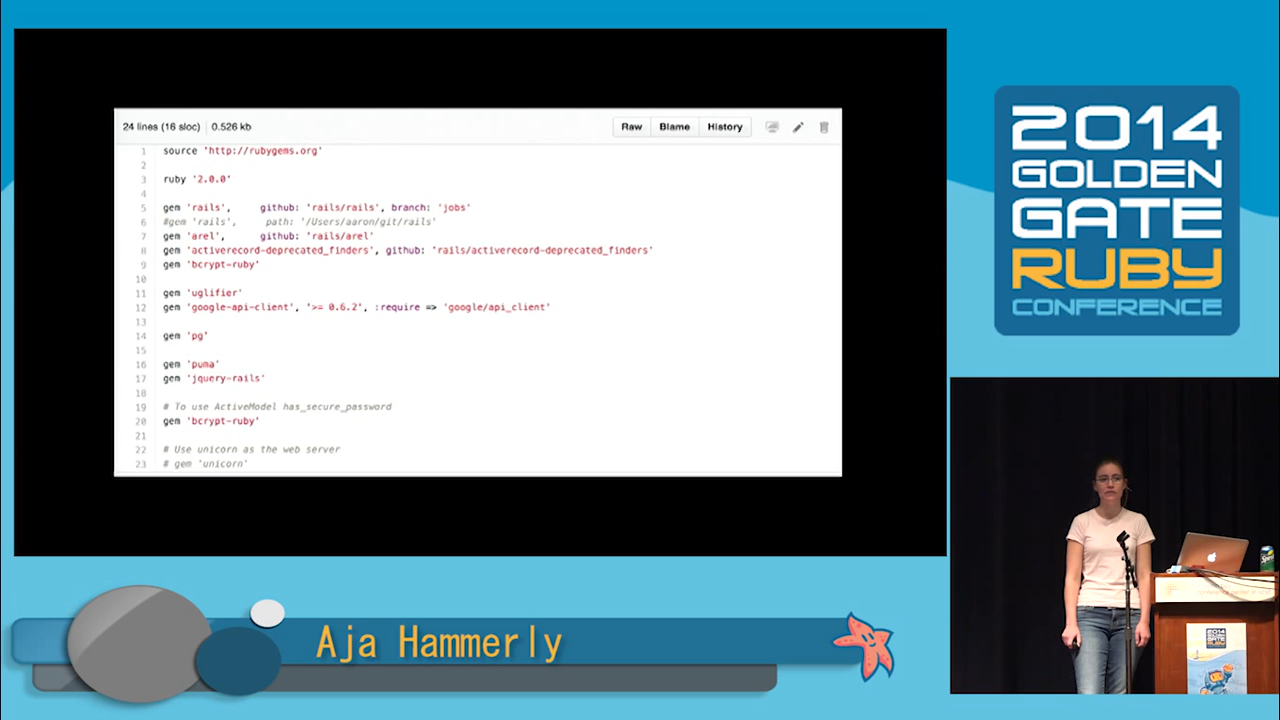 24 lines (16 sloc) | 0.526 kb
Raw Blame History
1 source 'http://rubygems.org'
2
3 ruby '2.0.0'
4
5 gem 'rails', github: 'rails/rails', branch: 'jobs'
6 #gem 'rails', path: '/Users/aaron/git/rails'
7 gem 'arel', github: 'rails/arel'
8 gem 'activerecord-deprecated_finders', github: 'rails/activerecord-deprecated_finders'
9 gem 'bcrypt-ruby'
10
11 gem 'uglifier'
12 gem 'google-api-client', '>= 0.6.2', :require => 'google/api_client'
13
14 gem 'pg'
15
16 gem 'puma'
17 gem 'jquery-rails'
18
19 # To use ActiveModel has_secure_password
20 gem 'bcrypt-ruby'
21
22 # Use unicorn as the web server
23 # gem 'unicorn'
2014
GOLDEN
GATE
RUBY
CONFERENCE
Aja Hammerly
2014
GOLDEN
GATE
RUBY